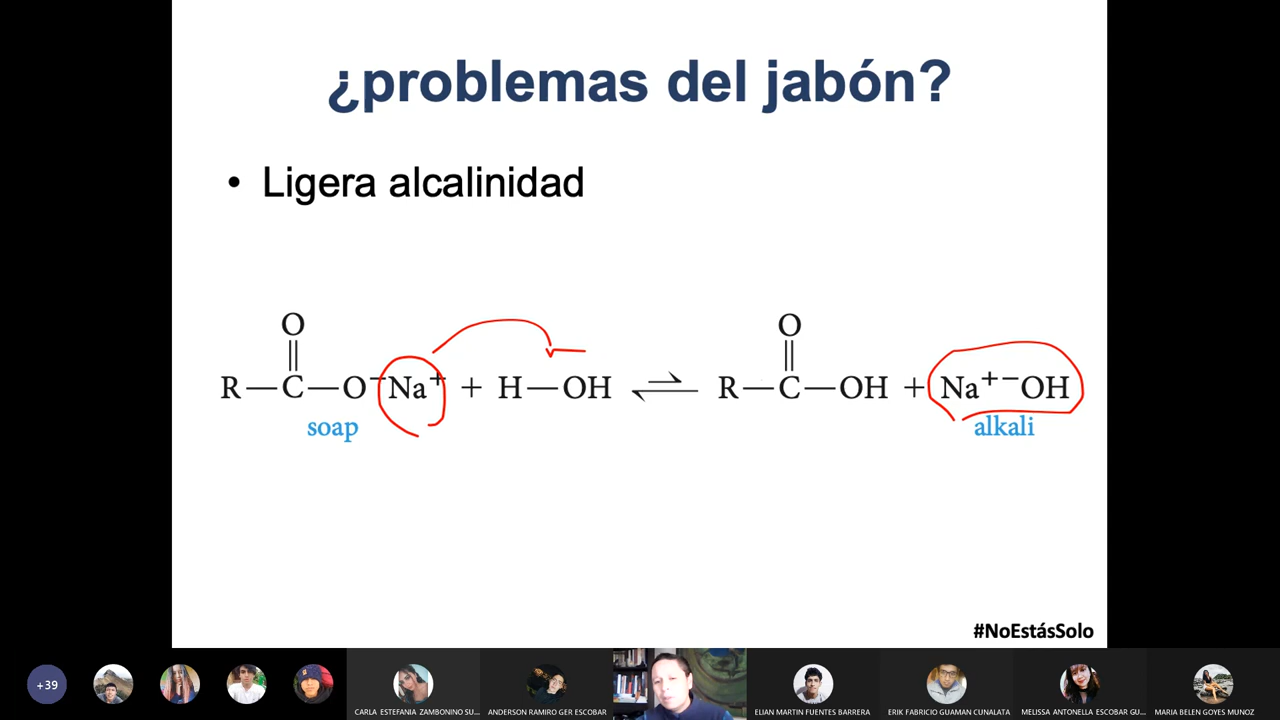 ¿problemas del jabón?
• Ligera alcalinidad
O O
R—C—O⁻Na⁺ + H—OH ⇌ R—C—OH + Na⁺⁻OH
soap alkali
#NoEstásSolo
+39
CARLA ESTEFANIA ZAMBONINO SU...
ANDERSON RAMIRO GER ESCOBAR
ELIAN MARTIN FUENTES BARRERA
ERIK FABRICIO GUAMAN CUNALATA
MELISSA ANTONELLA ESCOBAR GU...
MARIA BELEN GOYES MUNOZ